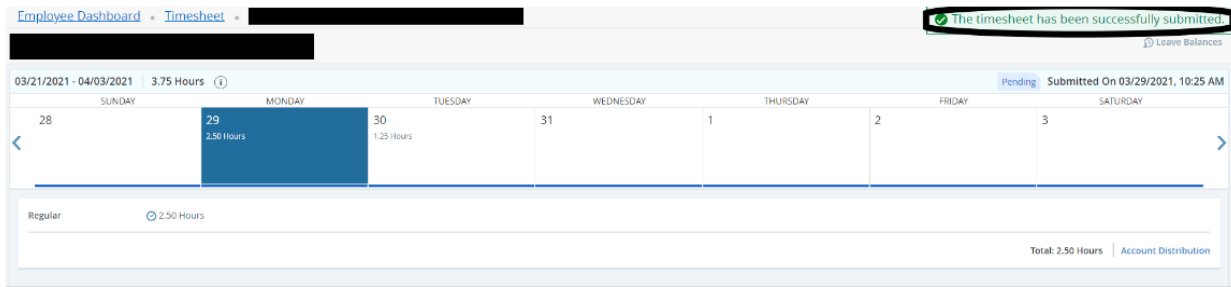 Employee Dashboard • Timesheet •
The timesheet has been successfully submitted.
Leave Balances
03/21/2021 - 04/03/2021 3.75 Hours Pending Submitted On 03/29/2021, 10:25 AM
SUNDAY MONDAY TUESDAY WEDNESDAY THURSDAY FRIDAY SATURDAY
28 29 30 31 1 2 3
2.50 Hours 1.25 Hours
Regular 2.50 Hours
Total: 2.50 Hours Account Distribution